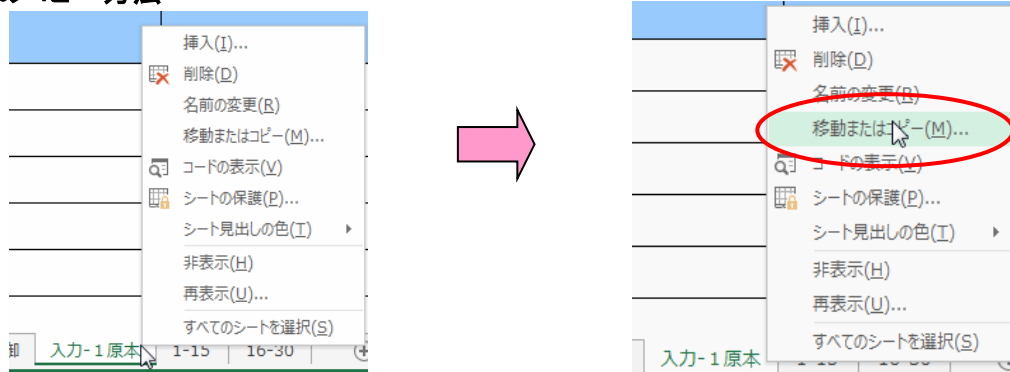 挿入(I)...
削除(D)
名前の変更(R)
移動またはコピー(M)...
コードの表示(V)
シートの保護(P)...
シート見出しの色(T)
非表示(H)
再表示(U)...
すべてのシートを選択(S)
御 入力-１原本 1-15 16-30
挿入(I)...
削除(D)
名前の変更(R)
移動またはコピー(M)...
コードの表示(V)
シートの保護(P)...
シート見出しの色(T)
非表示(H)
再表示(U)...
すべてのシートを選択(S)
入力-１原本 1-15 16-30